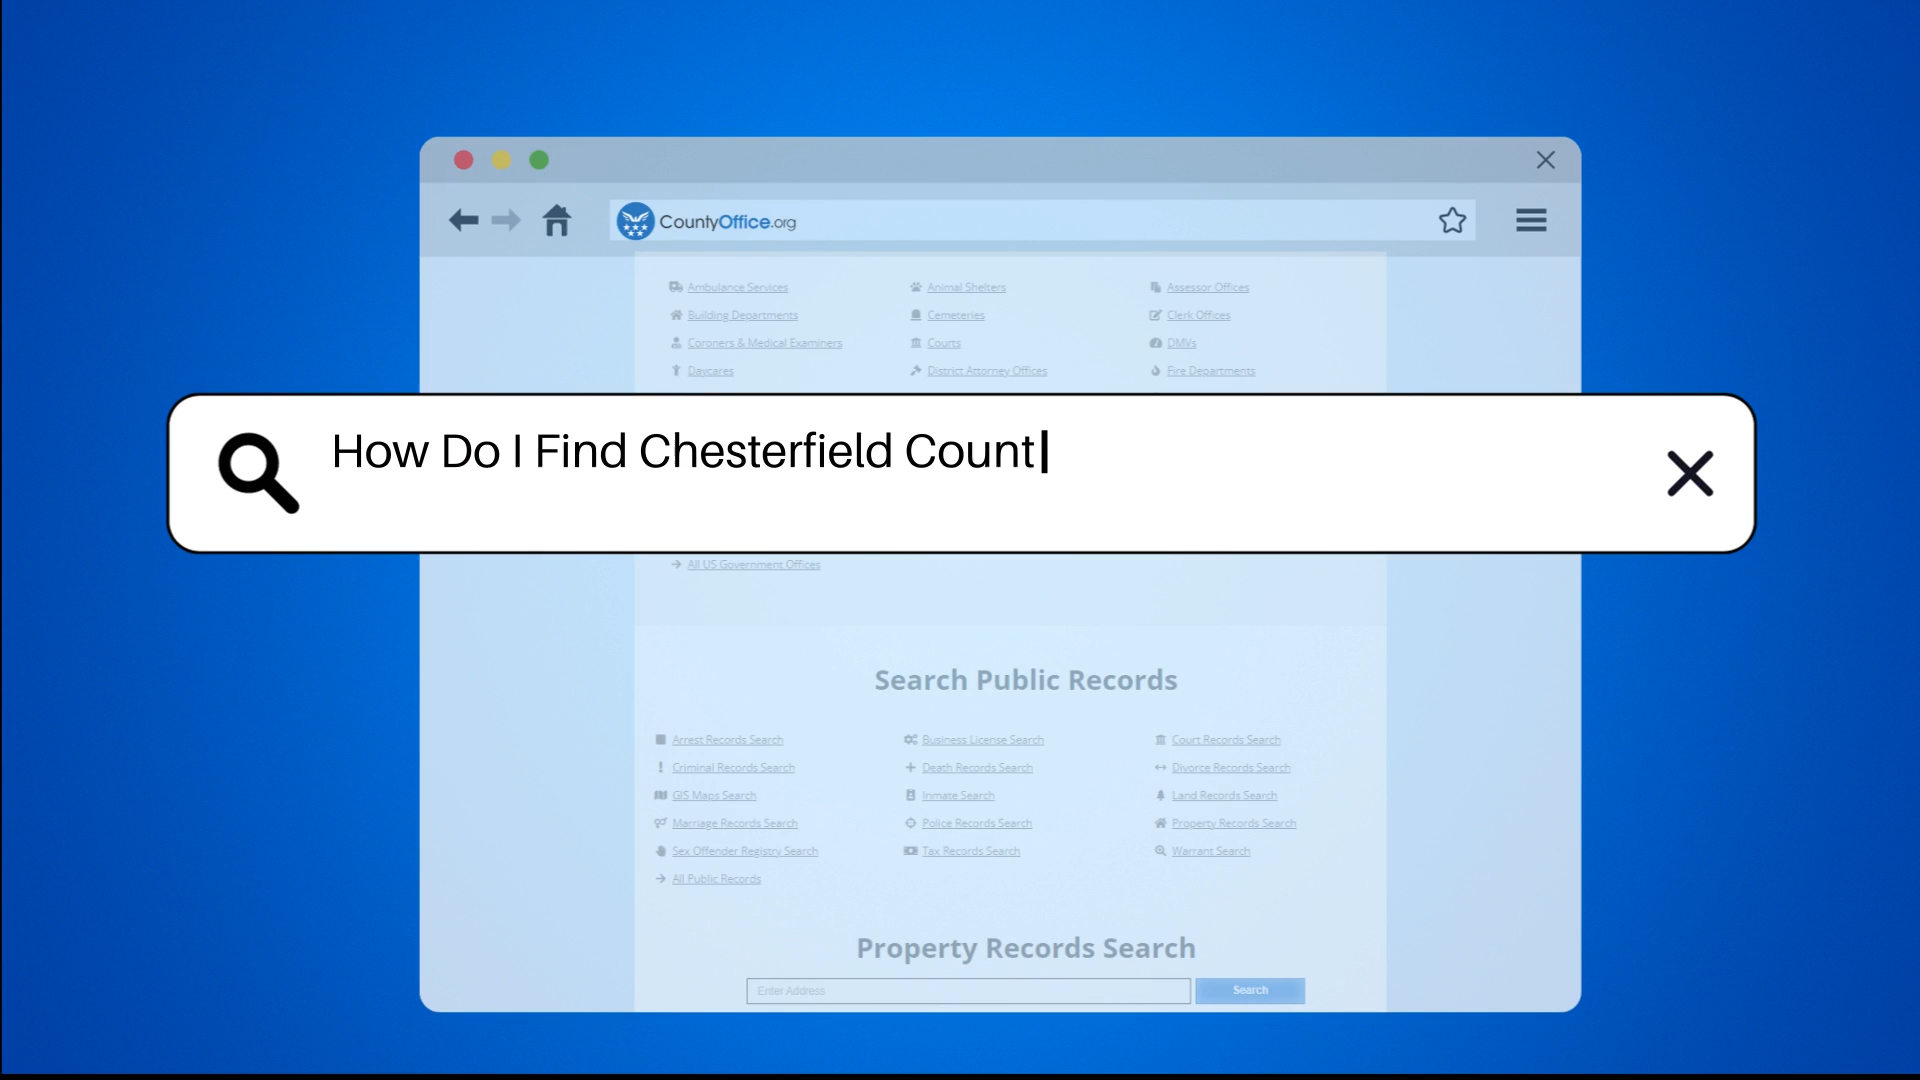 CountyOffice.org
Ambulance Services Animal Shelters Assessor Offices
Building Departments Cemeteries Clerk Offices
Coroners & Medical Examiners Courts DMVs
Daycares District Attorney Offices Fire Departments
How Do I Find Chesterfield Count
All US Government Offices
Search Public Records
Arrest Records Search Business License Search Court Records Search
Criminal Records Search Death Records Search Divorce Records Search
GIS Maps Search Inmate Search Land Records Search
Marriage Records Search Police Records Search Property Records Search
Sex Offender Registry Search Tax Records Search Warrant Search
All Public Records
Property Records Search
Enter Address Search